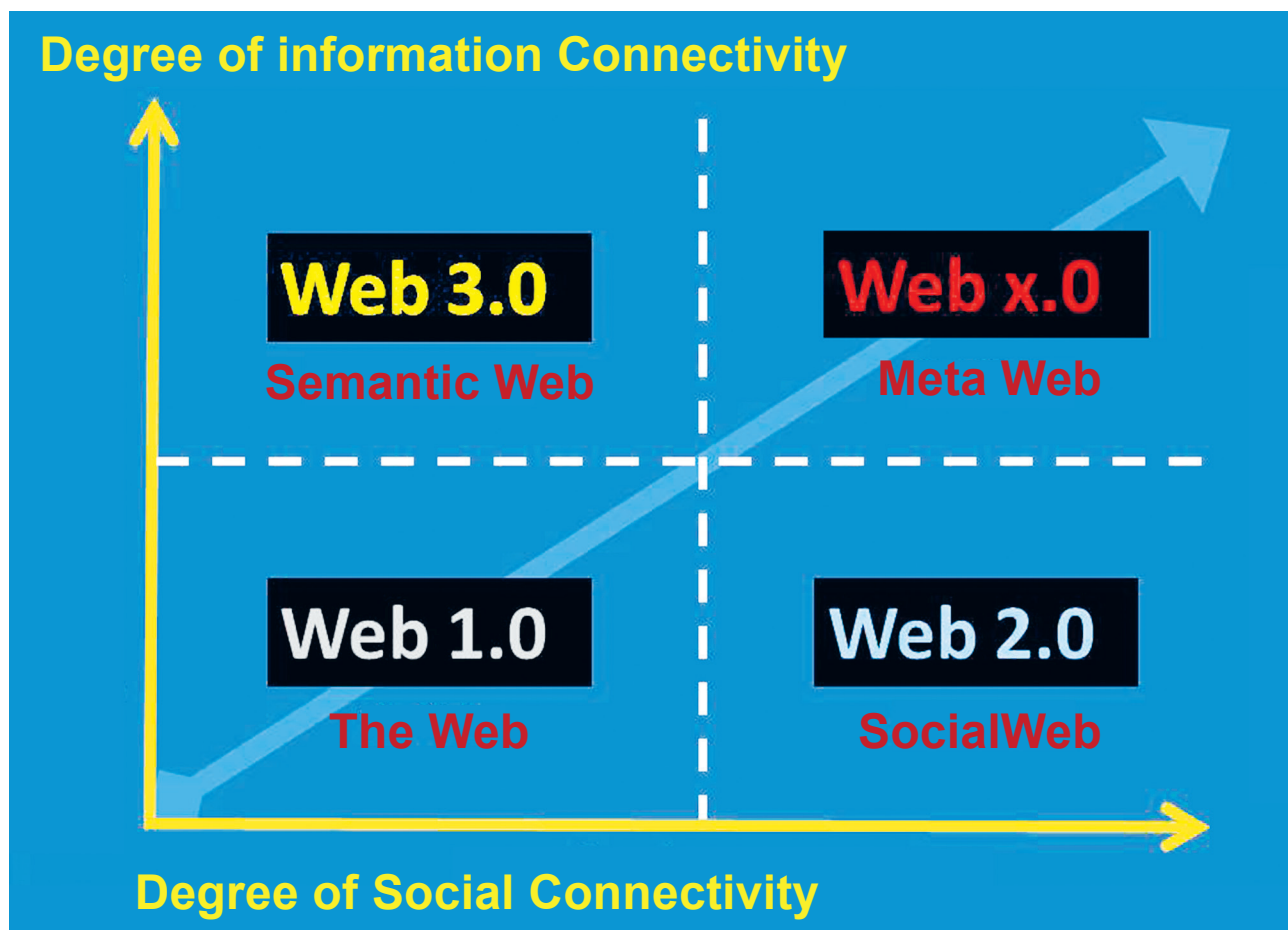 Degree of information Connectivity
Web 3.0
Semantic Web
Web x.0
Meta Web
Web 1.0
The Web
Web 2.0
SocialWeb
Degree of Social Connectivity